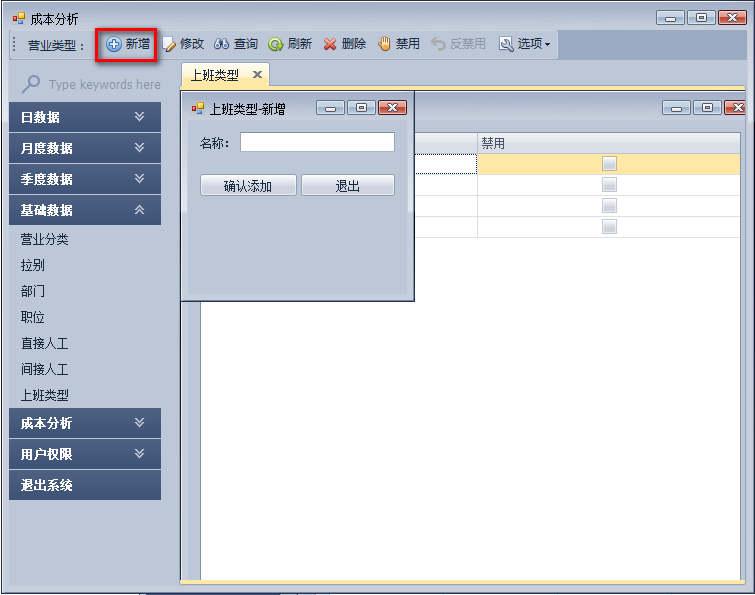 成本分析
营业类型： 新增 修改 查询 刷新 删除 禁用 反禁用 选项
Type keywords here
上班类型
日数据
月度数据
季度数据
基础数据
营业分类
拉别
部门
职位
直接人工
间接人工
上班类型
成本分析
用户权限
退出系统
上班类型-新增
名称：
确认添加 退出
禁用